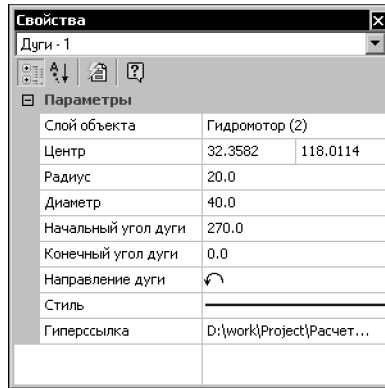 Свойства
Дуги - 1
Параметры
Слой объекта Гидромотор (2)
Центр 32.3582 118.0114
Радиус 20.0
Диаметр 40.0
Начальный угол дуги 270.0
Конечный угол дуги 0.0
Направление дуги
Стиль
Гиперссылка D:\work\Project\Расчет...